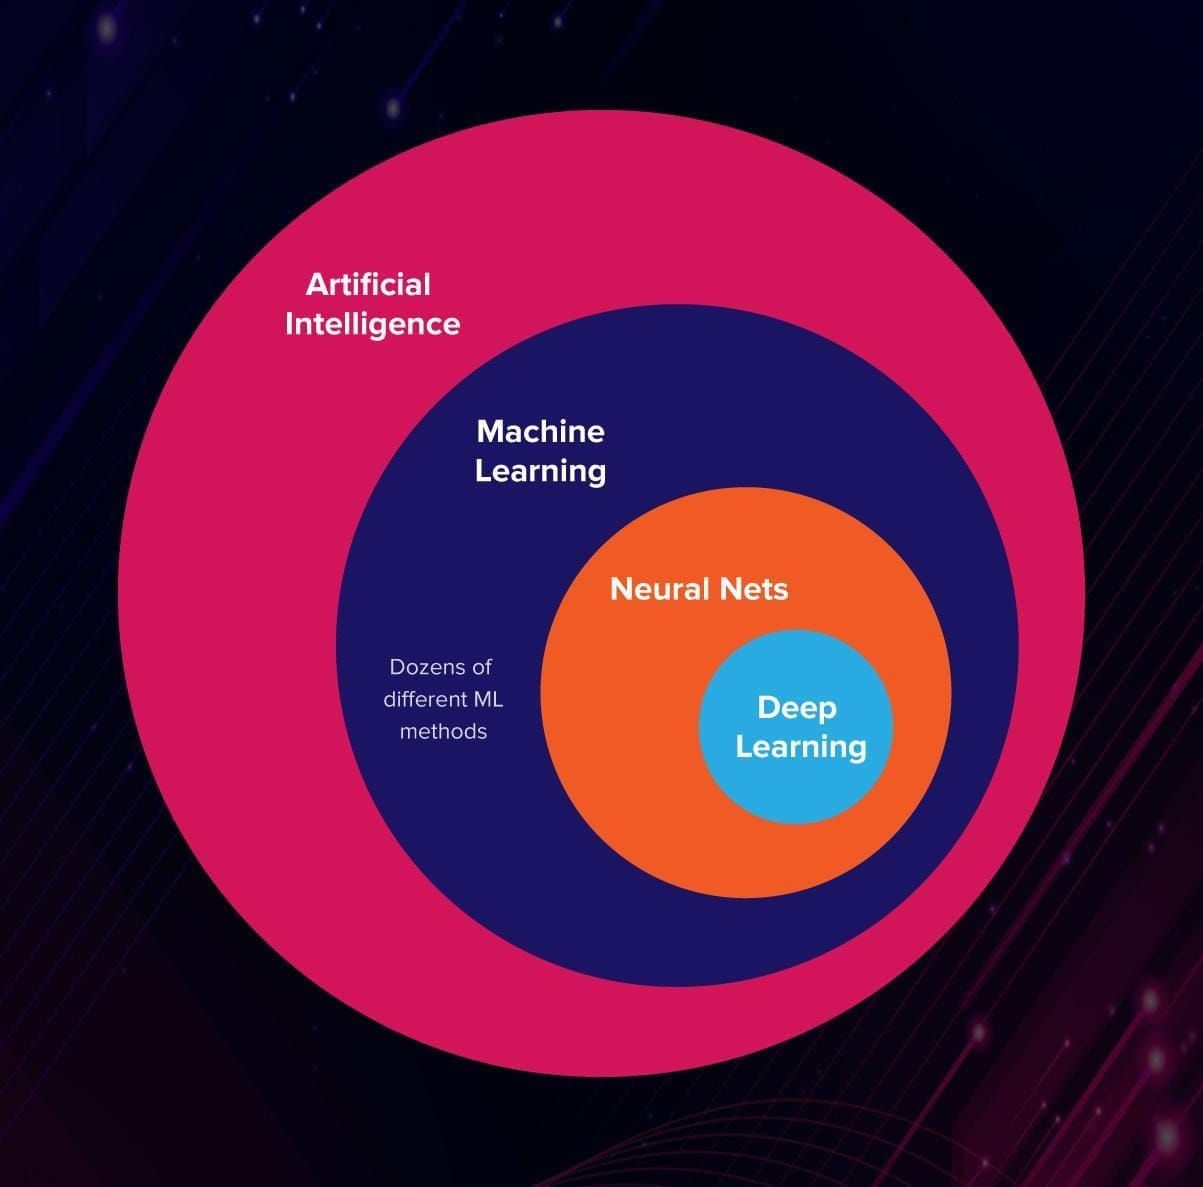 Artificial
Intelligence
Machine
Learning
Neural Nets
Dozens of
different ML
methods
Deep
Learning